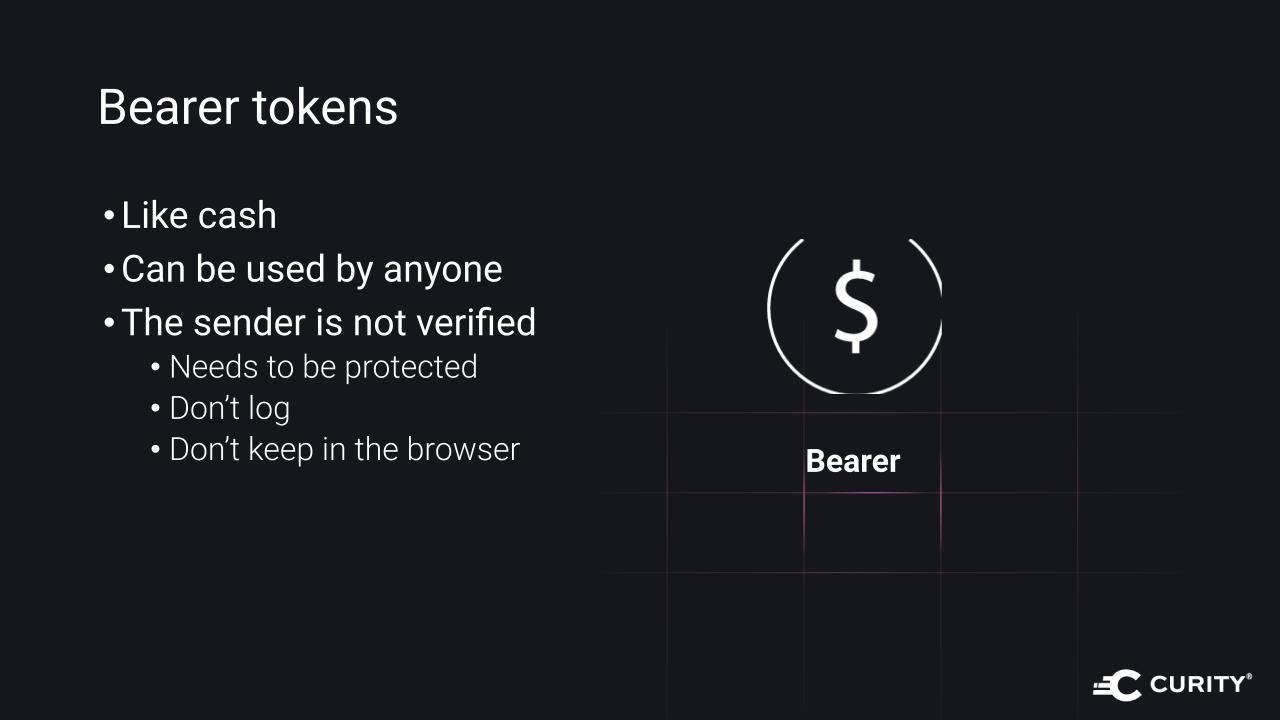 Bearer tokens
• Like cash
• Can be used by anyone
• The sender is not verified
• Needs to be protected
• Don’t log
• Don’t keep in the browser
$
Bearer
CURITY®